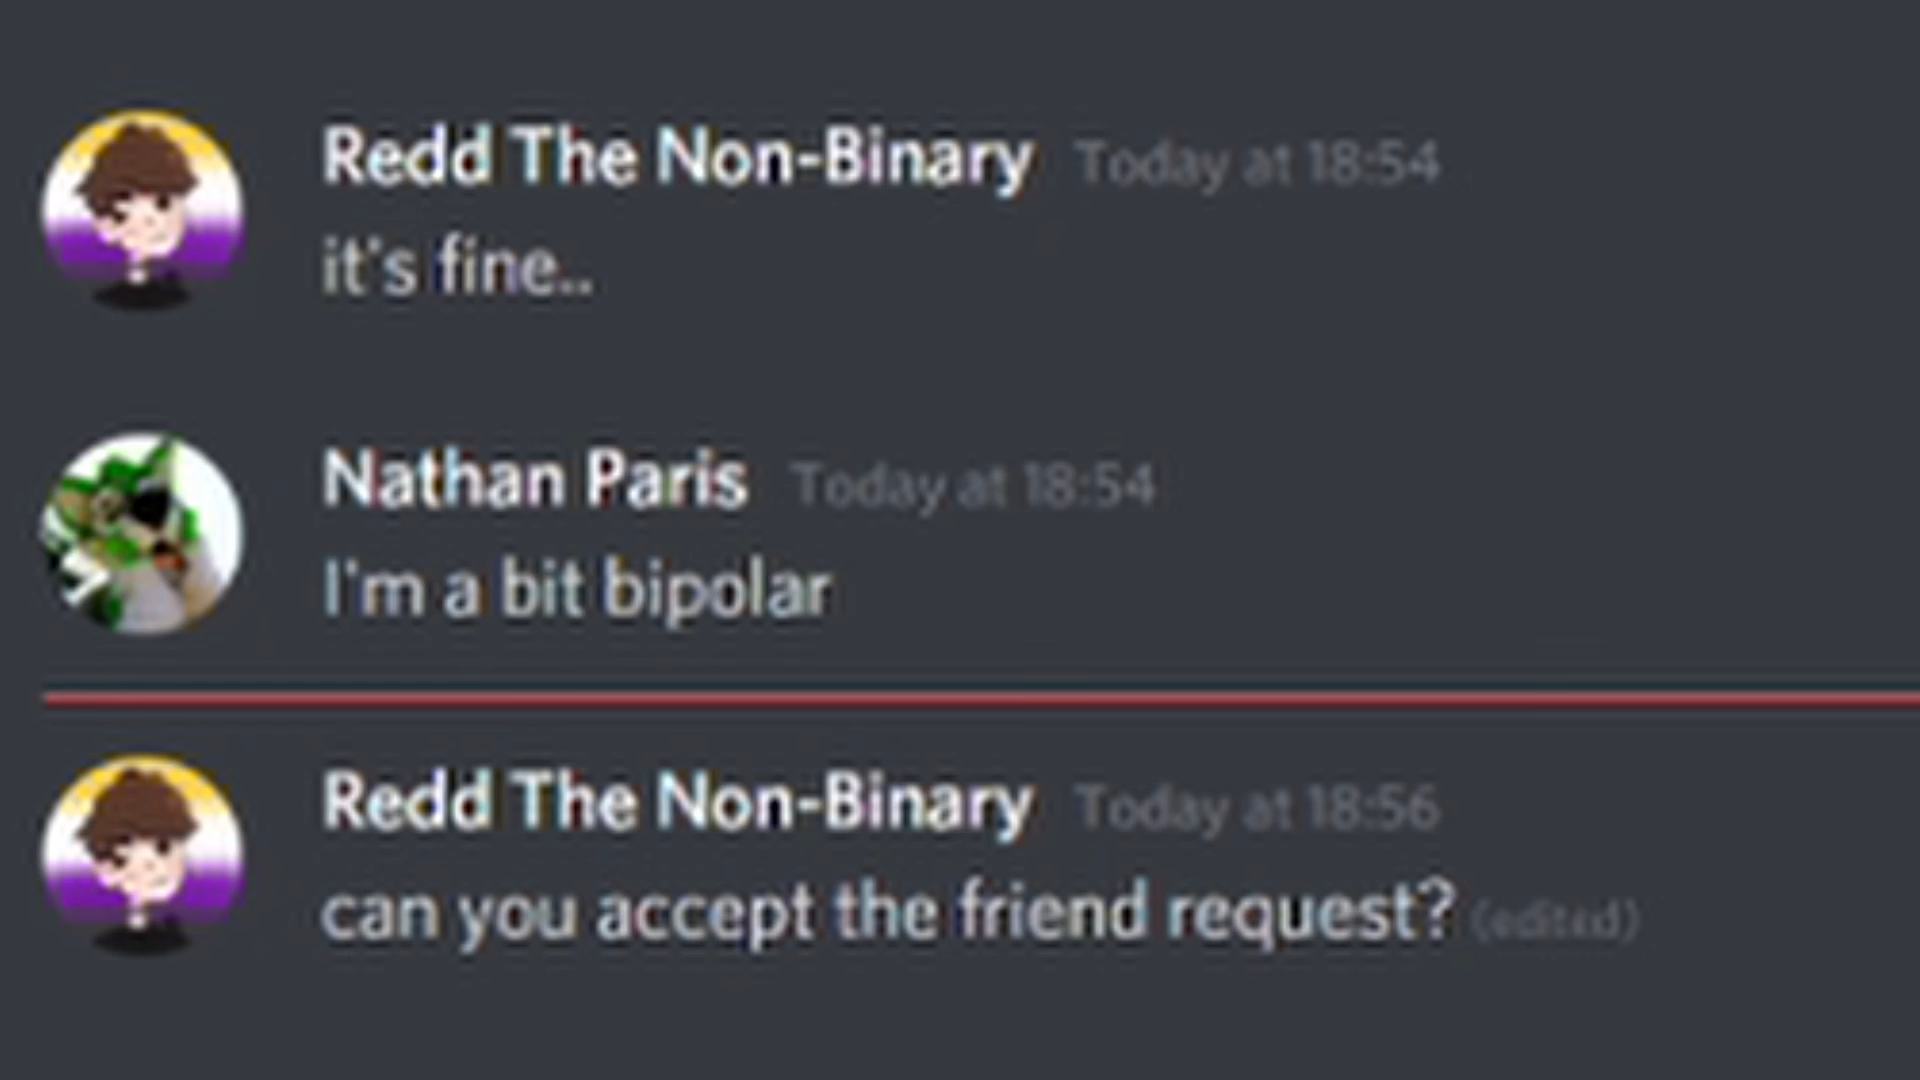 Redd The Non-Binary Today at 18:54
it's fine..
Nathan Paris Today at 18:54
I'm a bit bipolar
Redd The Non-Binary Today at 18:56
can you accept the friend request? (edited)